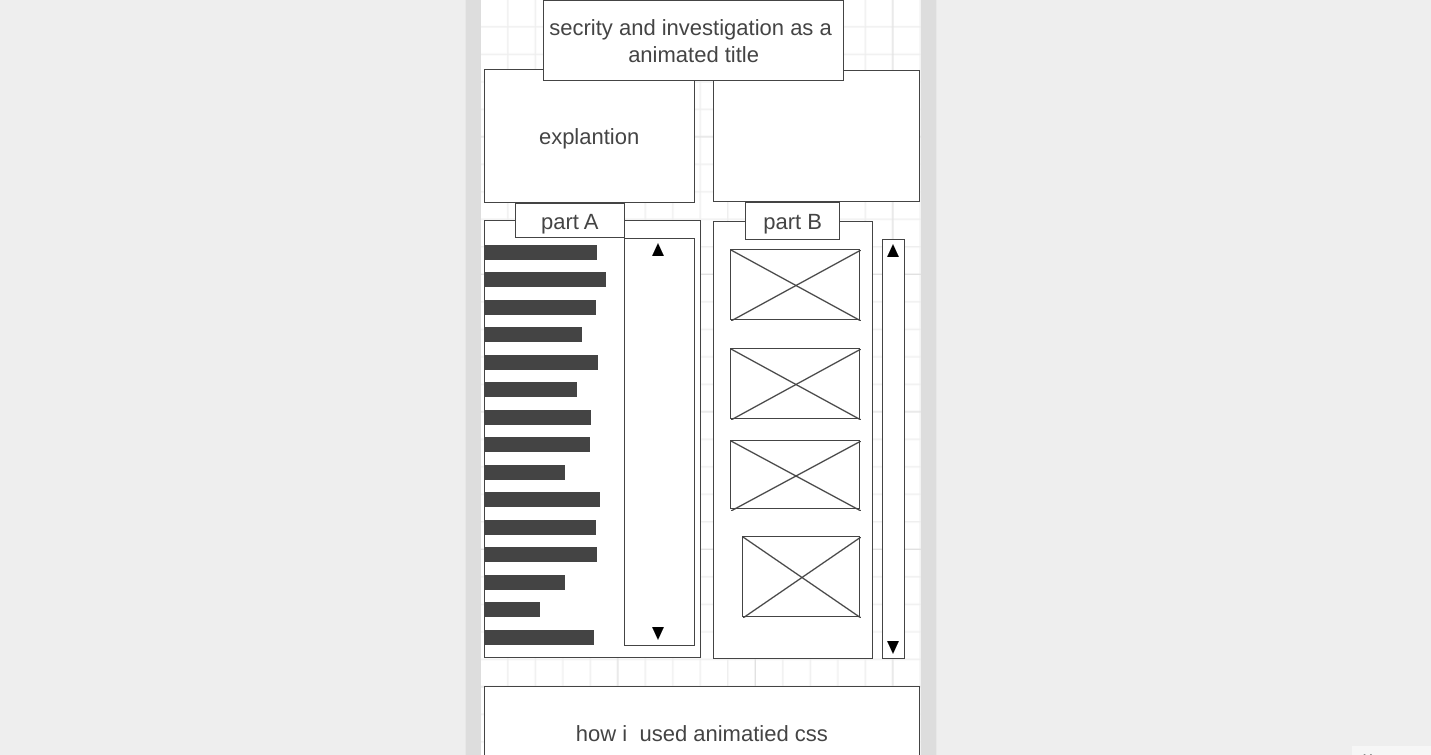 secrity and investigation as a
animated title
explantion
part A
part B
how i  used animatied css